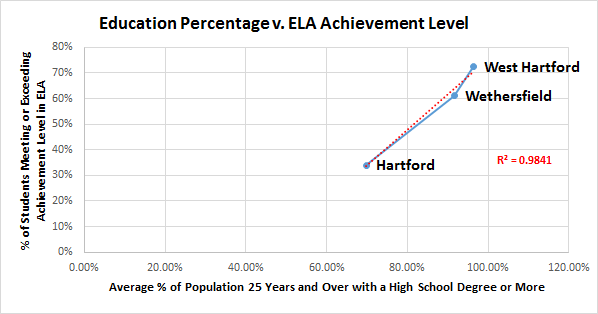 Education Percentage v. ELA Achievement Level
% of Students Meeting or Exceeding
Achievement Level in ELA
80%
70%
60%
50%
40%
30%
20%
10%
0%
West Hartford
Wethersfield
Hartford
R² = 0.9841
0.00% 20.00% 40.00% 60.00% 80.00% 100.00% 120.00%
Average % of Population 25 Years and Over with a High School Degree or More